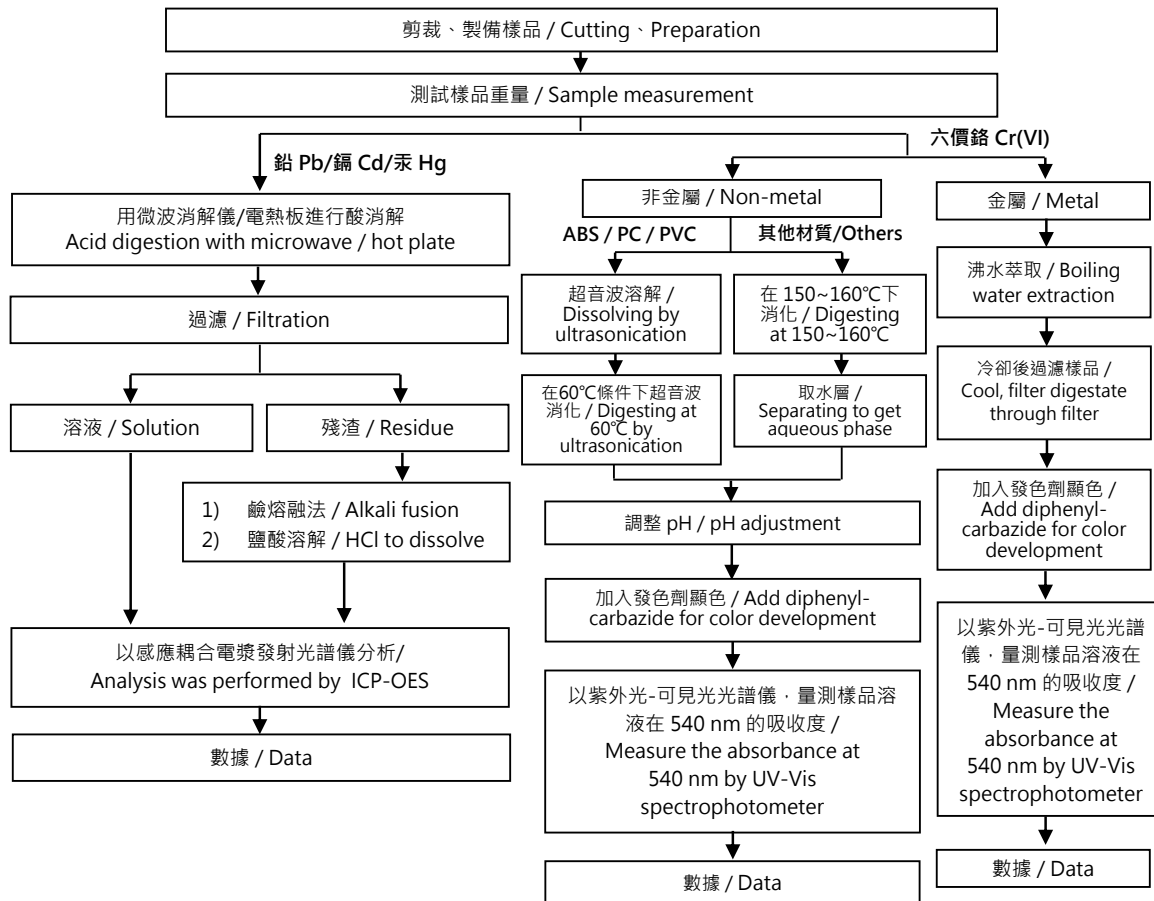 剪裁、製備樣品 / Cutting、Preparation
測試樣品重量 / Sample measurement
鉛 Pb/鎘 Cd/汞 Hg
用微波消解儀/電熱板進行酸消解
Acid digestion with microwave / hot plate
過濾 / Filtration
溶液 / Solution
殘渣 / Residue
1) 鹼熔融法 / Alkali fusion
2) 鹽酸溶解 / HCl to dissolve
以感應耦合電漿發射光譜儀分析/
Analysis was performed by ICP-OES
數據 / Data
六價鉻 Cr(VI)
非金屬 / Non-metal
ABS / PC / PVC
超音波溶解 /
Dissolving by
ultrasonication
在60℃條件下超音波
消化 / Digesting at
60℃ by
ultrasonication
其他材質/Others
在 150~160℃下
消化 / Digesting
at 150~160℃
取水層 /
Separating to get
aqueous phase
調整 pH / pH adjustment
加入發色劑顯色 / Add diphenyl-
carbazide for color development
以紫外光-可見光光譜儀，量測樣品溶
液在 540 nm 的吸收度 /
Measure the absorbance at
540 nm by UV-Vis
spectrophotometer
數據 / Data
金屬 / Metal
沸水萃取 / Boiling
water extraction
冷卻後過濾樣品 /
Cool, filter digestate
through filter
加入發色劑顯色 /
Add diphenyl-
carbazide for color
development
以紫外光-可見光光譜
儀，量測樣品溶液在
540 nm 的吸收度 /
Measure the
absorbance at
540 nm by UV-Vis
spectrophotometer
數據 / Data